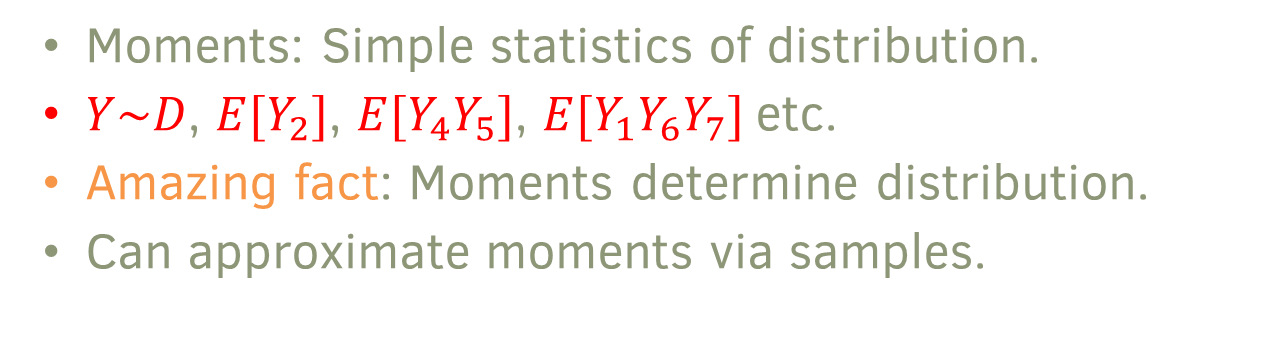 • Moments: Simple statistics of distribution.
• Y~D, E[Y₂], E[Y₄Y₅], E[Y₁Y₆Y₇] etc.
• Amazing fact: Moments determine distribution.
• Can approximate moments via samples.